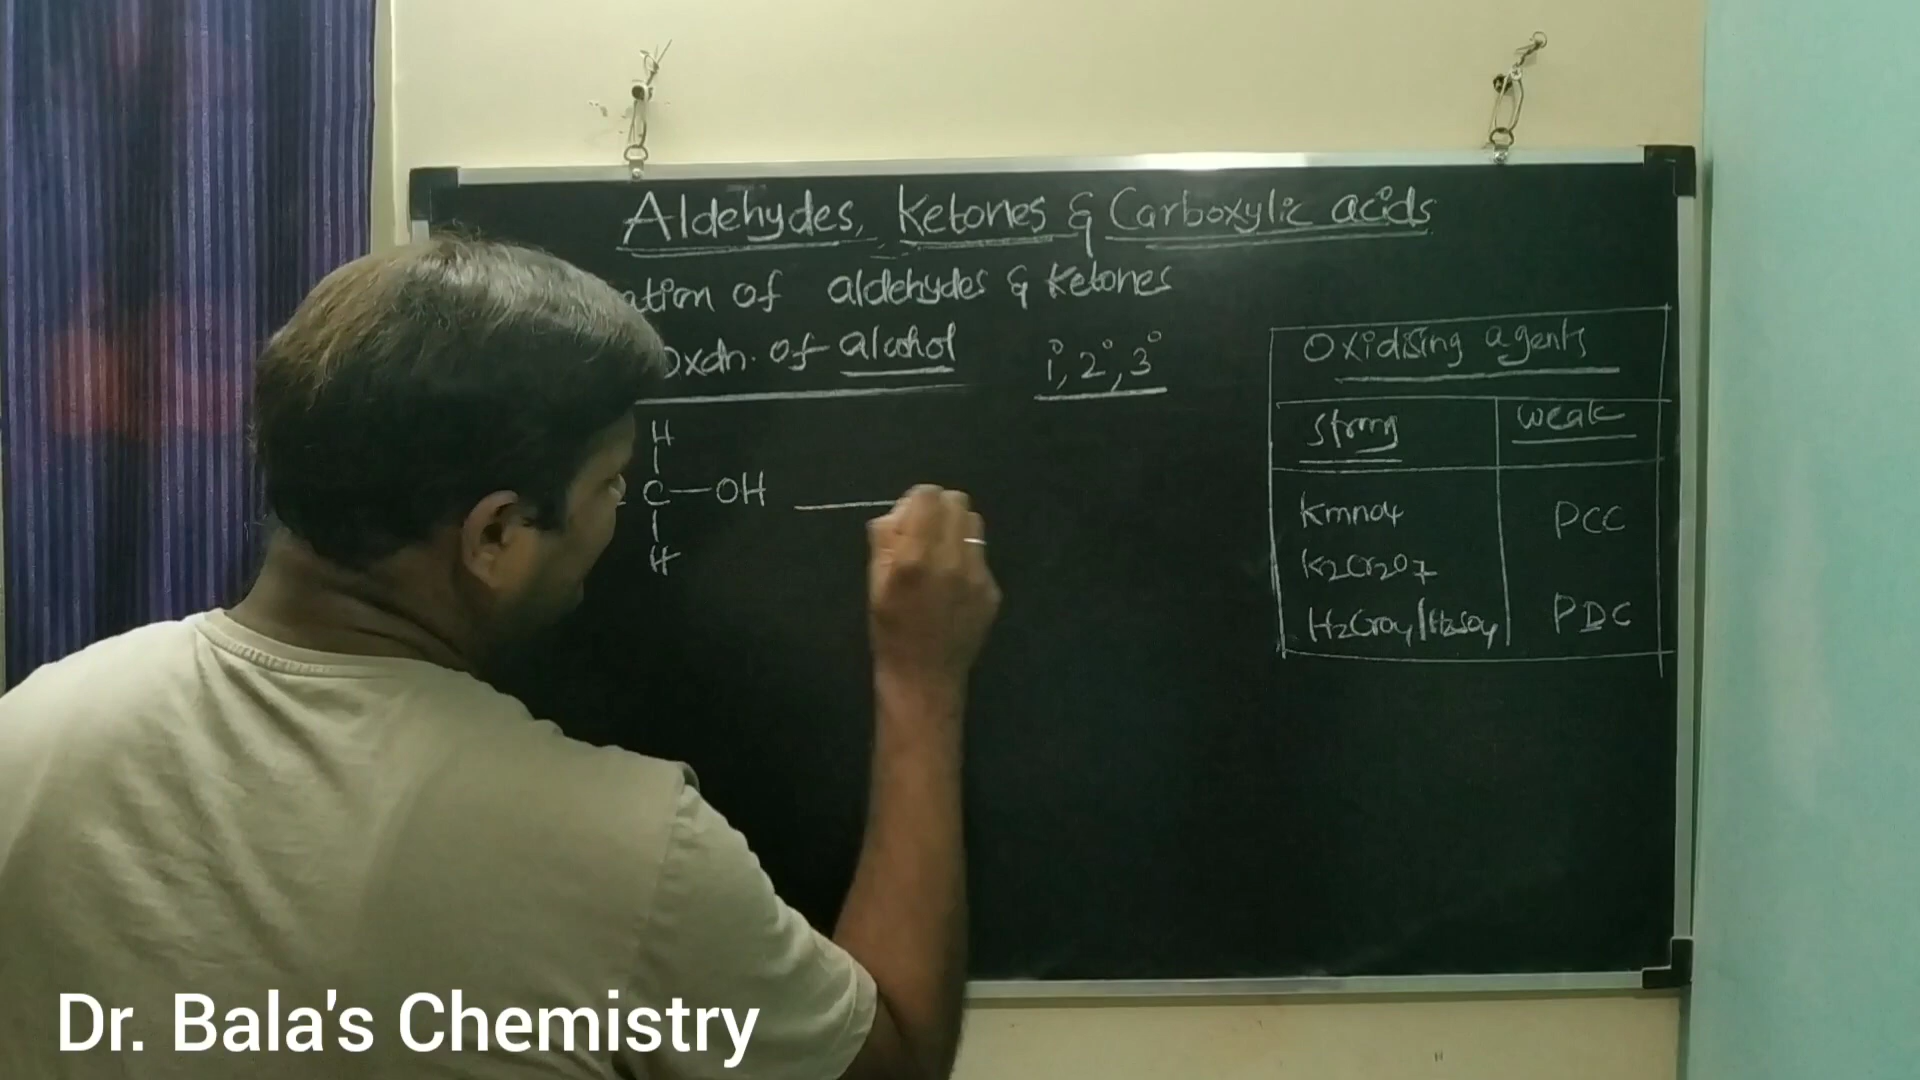 Aldehydes, Ketones & Carboxylic acids
ation of aldehydes & Ketones
Oxdn. of alcohol 1°, 2°, 3°
H
C—OH
H
Oxidising agents
Strong weak
KMnO4 PCC
K2Cr2O7
H2CrO4/H2SO4 PDC
Dr. Bala's Chemistry